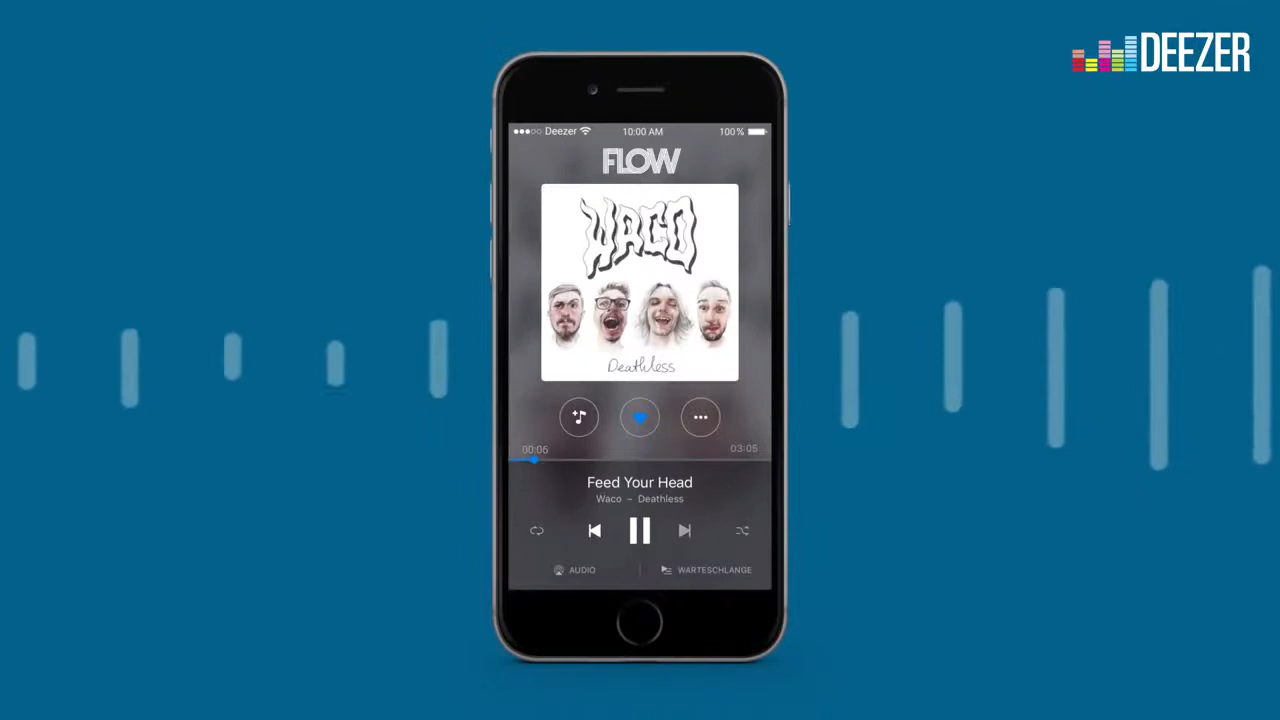 DEEZER
Deezer 10:00 AM 100%
FLOW
WACO
Deathless
00:06 03:05
Feed Your Head
Waco – Deathless
AUDIO WARTESCHLANGE